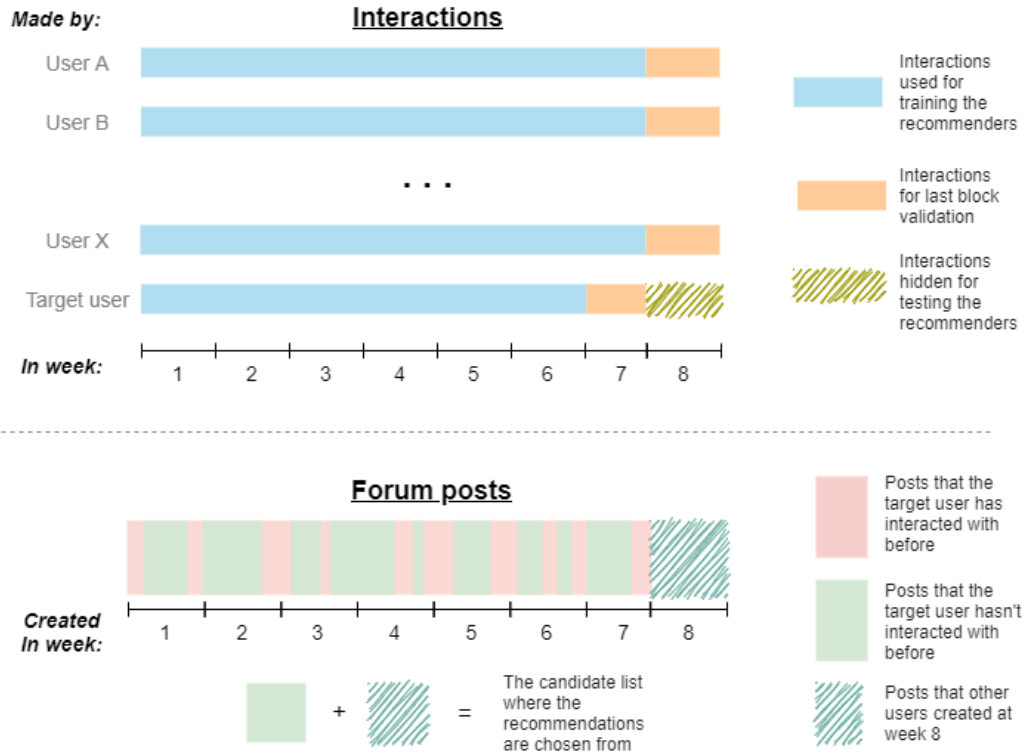 Made by:
Interactions
User A
User B
. . .
User X
Target user
In week:
1 2 3 4 5 6 7 8
Interactions
used for
training the
recommenders
Interactions
for last block
validation
Interactions
hidden for
testing the
recommenders
Forum posts
Created
In week:
1 2 3 4 5 6 7 8
+
=
The candidate list
where the
recommendations
are chosen from
Posts that the
target user has
interacted with
before
Posts that the
target user hasn't
interacted with
before
Posts that other
users created at
week 8